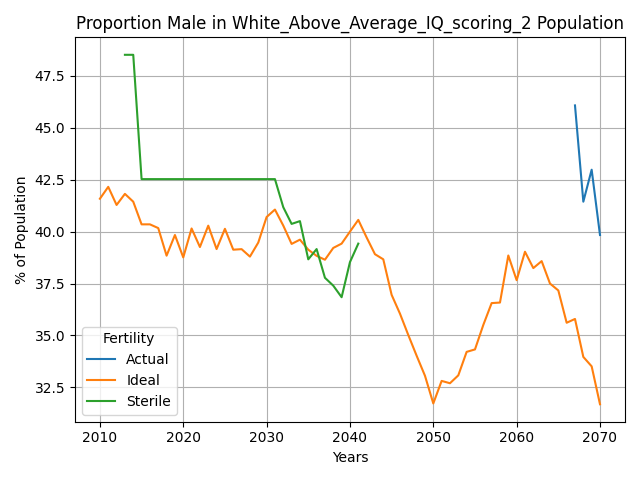 Proportion Male in White_Above_Average_IQ_scoring_2 Population
% of Population
47.5
45.0
42.5
40.0
37.5
35.0
32.5
Fertility
Actual
Ideal
Sterile
2010 2020 2030 2040 2050 2060 2070
Years